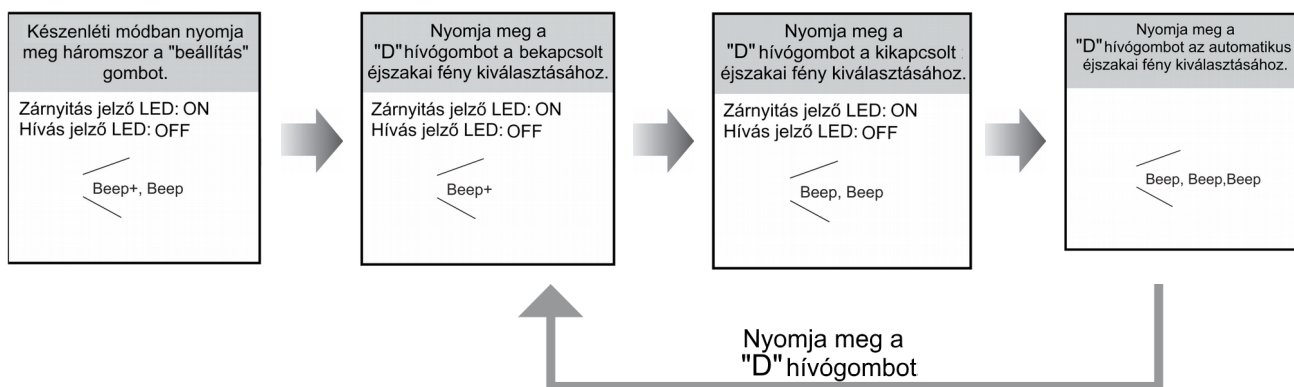 Készenléti módban nyomja
meg háromszor a "beállítás"
gombot.
Zárnyitás jelző LED: ON
Hívás jelző LED: OFF
Beep+, Beep
Nyomja meg a
"D" hívógombot a bekapcsolt
éjszakai fény kiválasztásához.
Zárnyitás jelző LED: ON
Hívás jelző LED: OFF
Beep+
Nyomja meg a
"D" hívógombot a kikapcsolt
éjszakai fény kiválasztásához.
Zárnyitás jelző LED: ON
Hívás jelző LED: OFF
Beep, Beep
Nyomja meg a
"D" hívógombot az automatikus
éjszakai fény kiválasztásához.
Beep, Beep,Beep
Nyomja meg a
"D" hívógombot